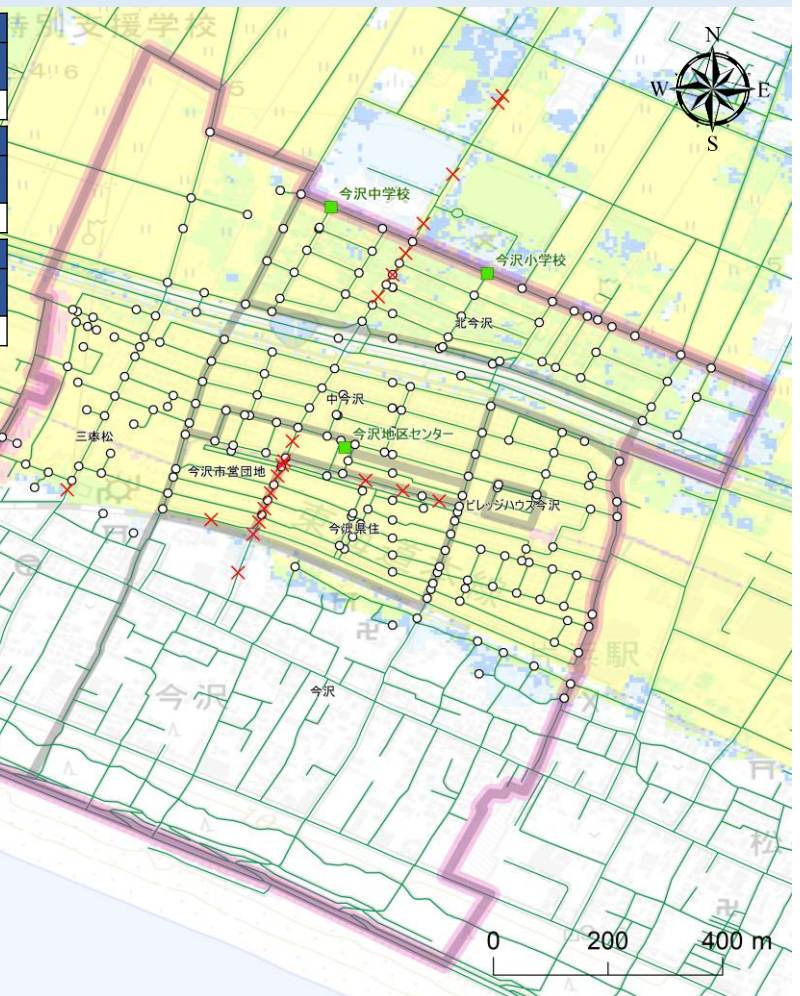 特別支援学校
N
W E
S
今沢中学校
今沢小学校
北今沢
中今沢
今沢地区センター
三本松
今沢市営団地
ビレッジハウス今沢
今沢県住
今沢
今沢
松
0 200 400 m